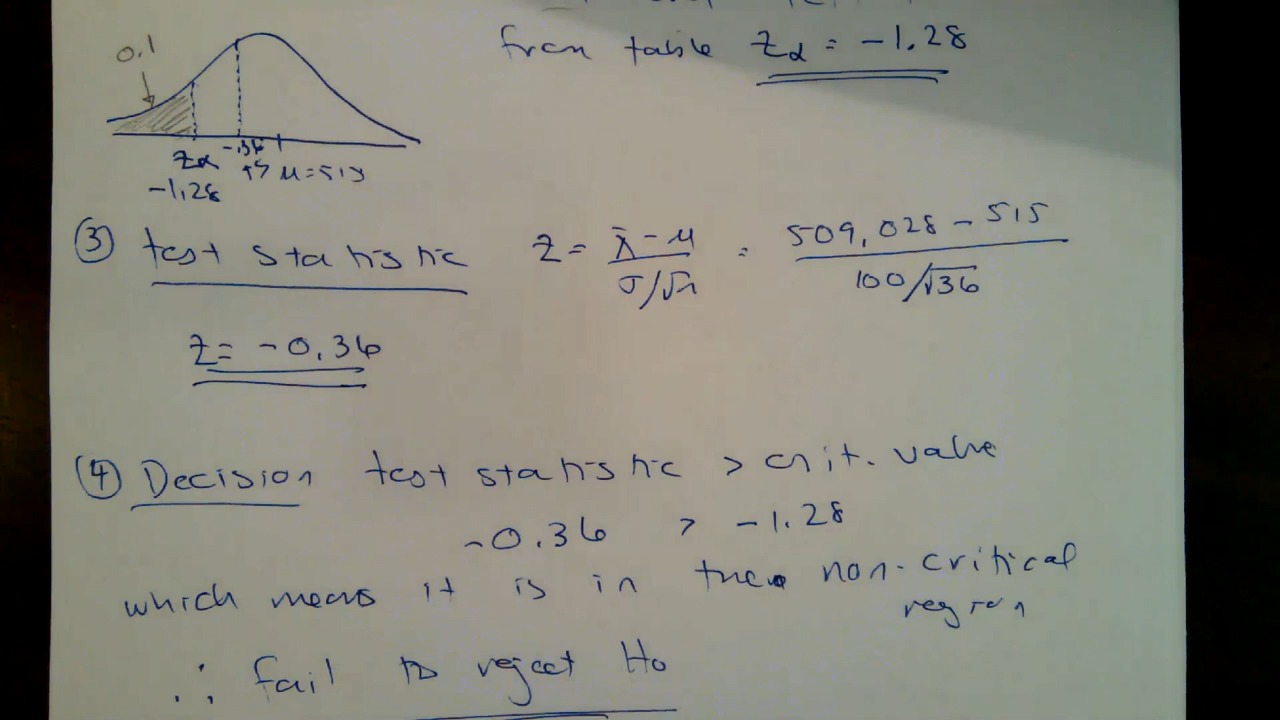 from table Zα = -1.28
0.1
Zα -.36
-1.28
μ=515
③ test statistic Z = x̄-μ / σ/√n = 509,028 - 515 / 100/√36
Z = -0.36
④ Decision test statistic > crit. value
-0.36 > -1.28
which means it is in the non-critical
region
∴ fail to reject Ho